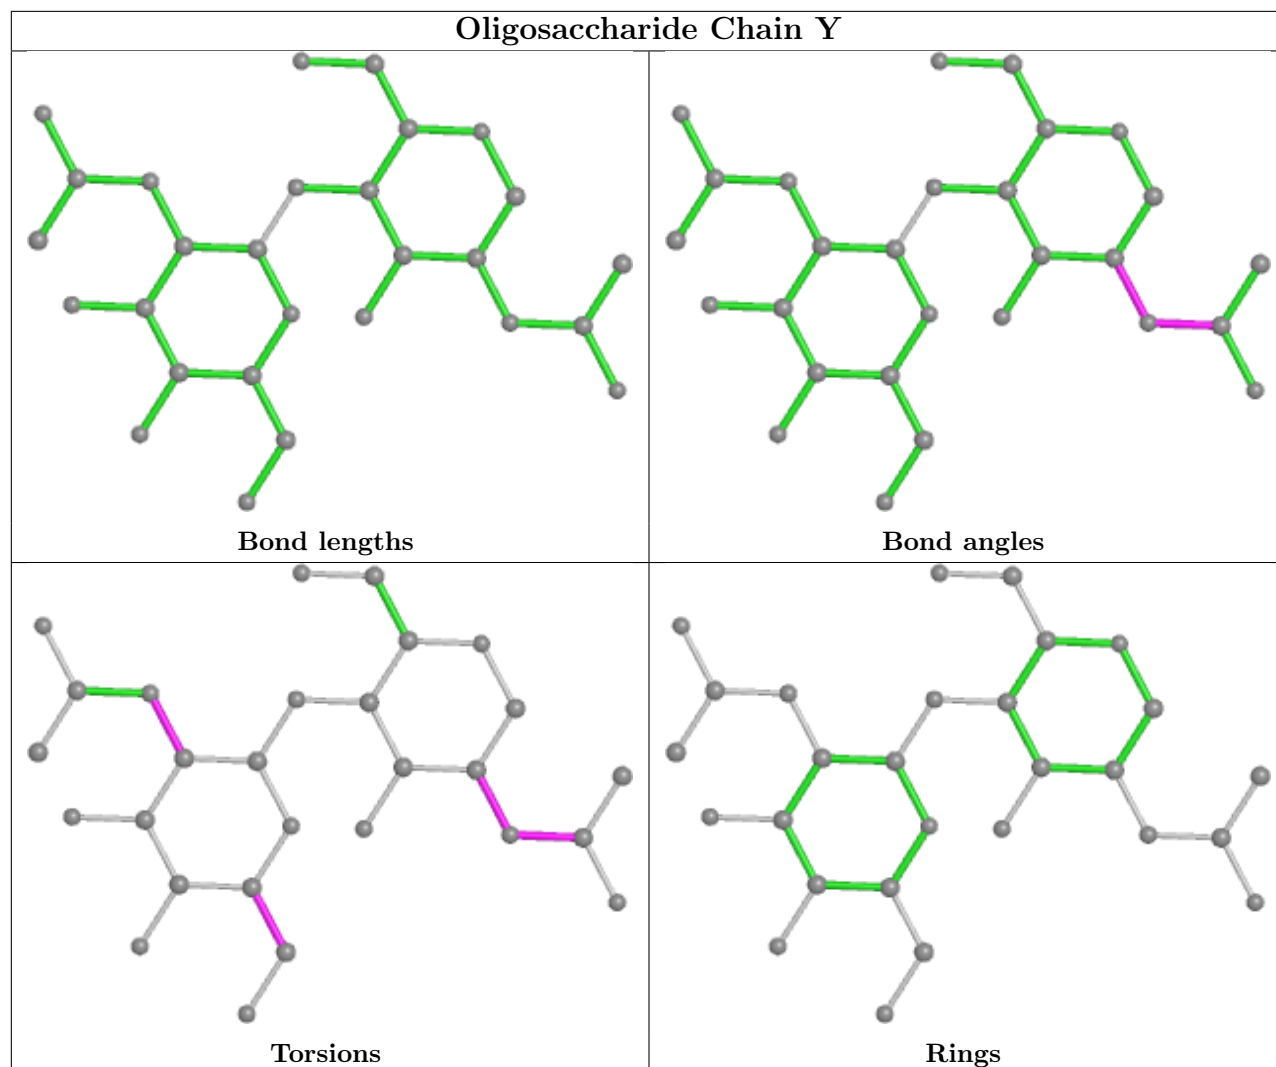 Oligosaccharide Chain Y
Bond lengths
Bond angles
Torsions
Rings